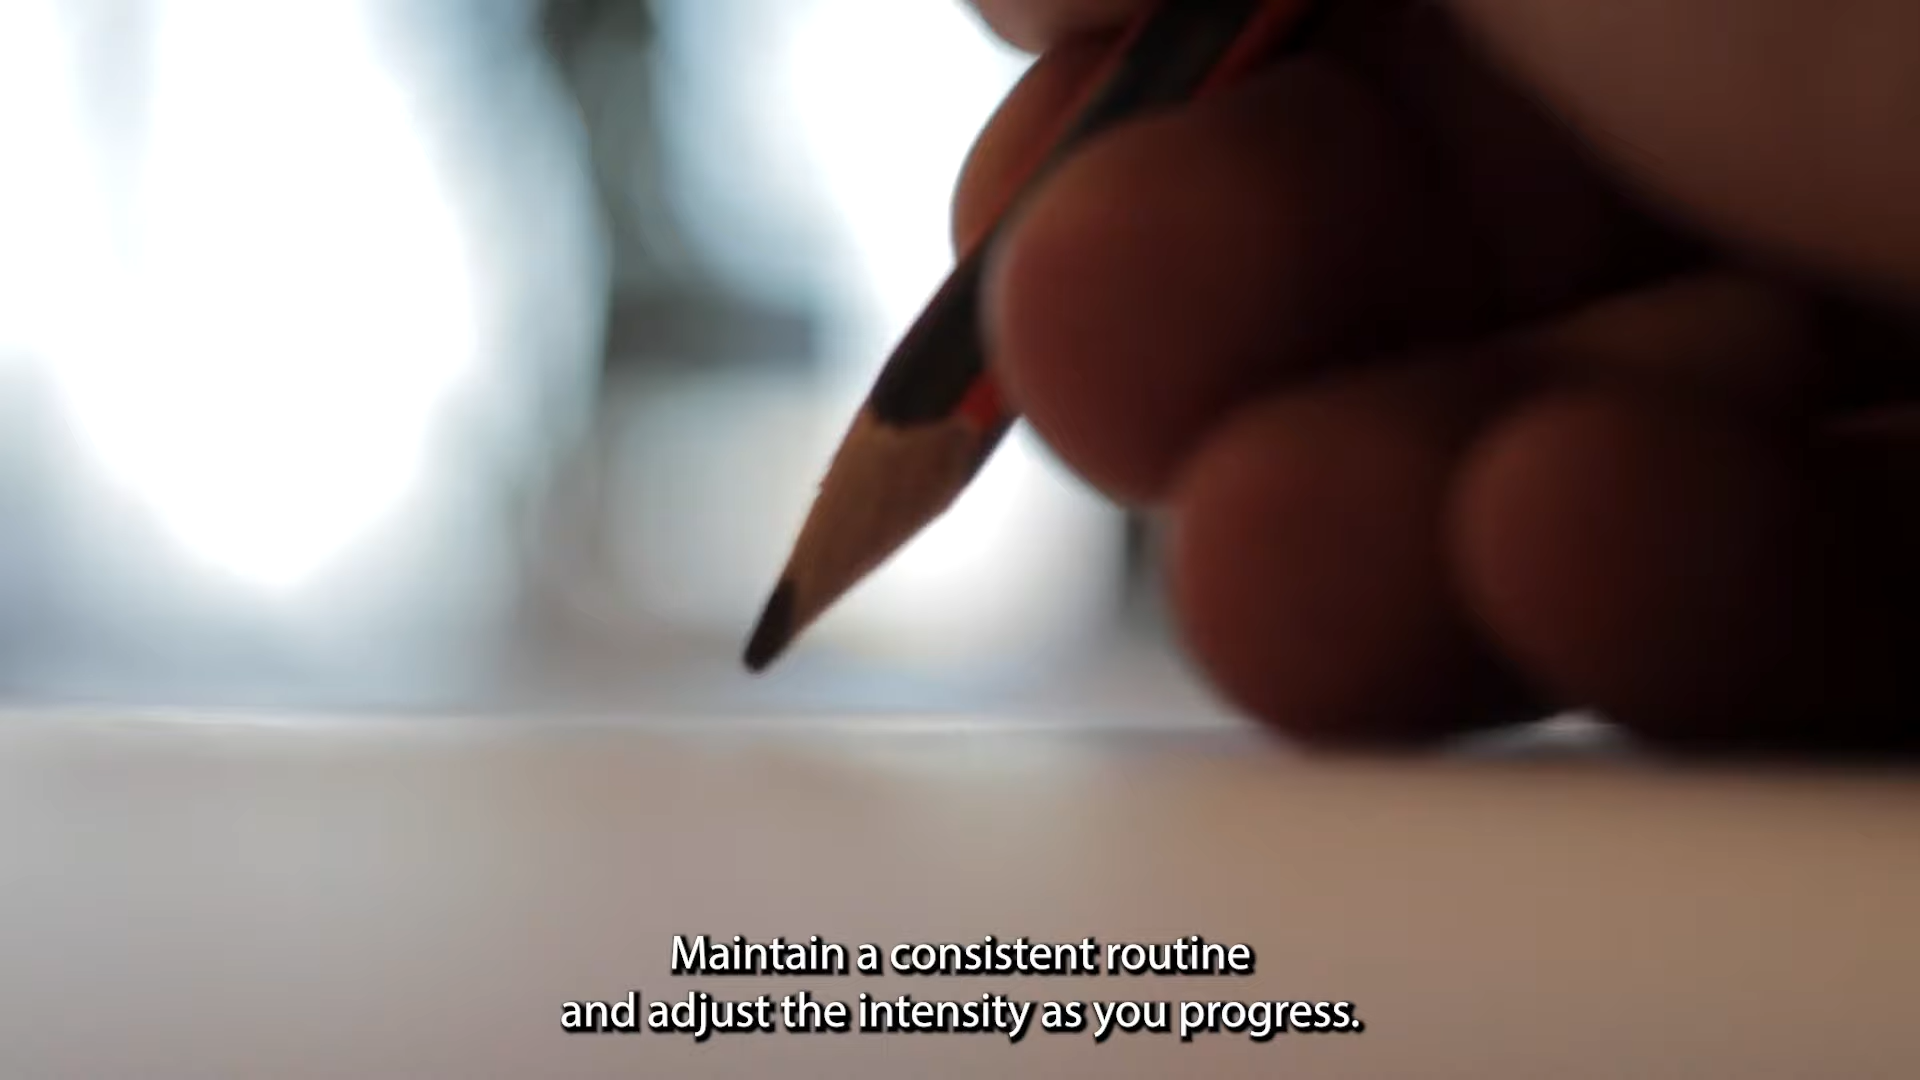 Maintain a consistent routine
and adjust the intensity as you progress.